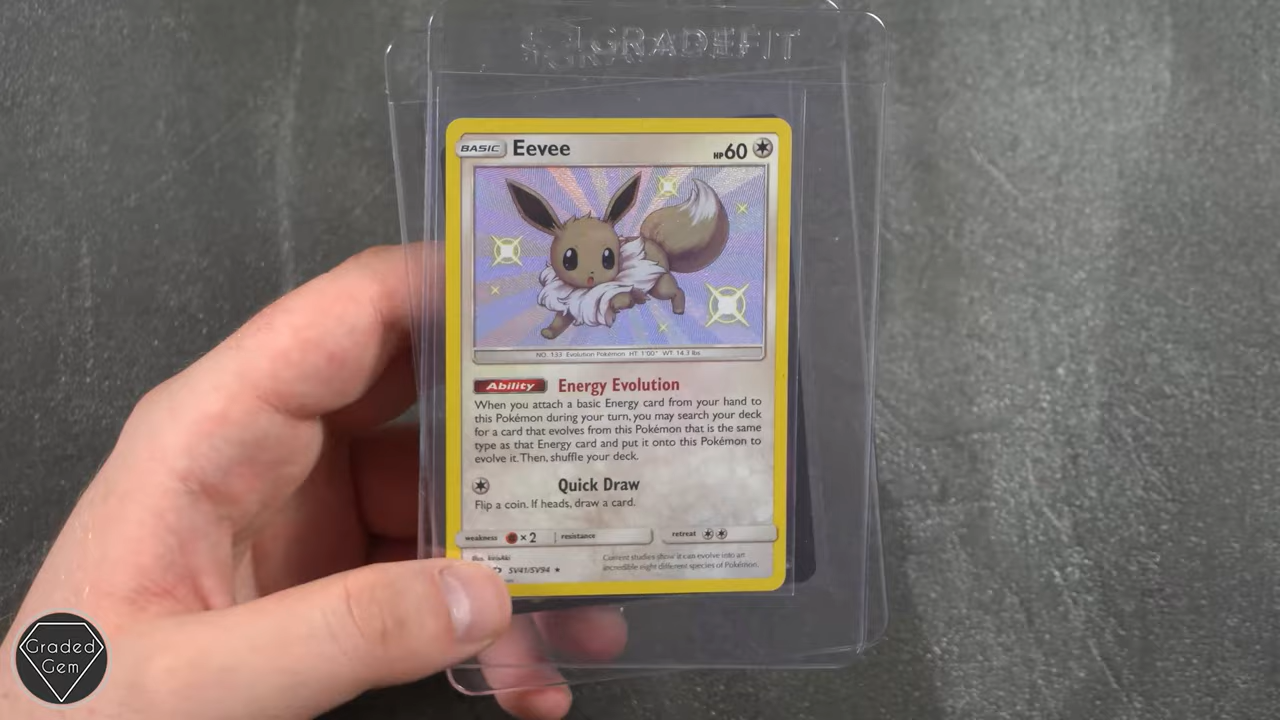 GRADEFIT
BASIC Eevee HP60
NO. 133 Evolution Pokémon HT: 1'00" WT: 14.3 lbs.
Ability Energy Evolution
When you attach a basic Energy card from your hand to
this Pokémon during your turn, you may search your deck
for a card that evolves from this Pokémon that is the same
type as that Energy card and put it onto this Pokémon to
evolve it. Then, shuffle your deck.
Quick Draw
Flip a coin. If heads, draw a card.
weakness ×2 resistance retreat
Illus. kirisAki
Current studies show it can evolve into an
incredible eight different species of Pokémon.
SV41/SV94
Graded
Gem